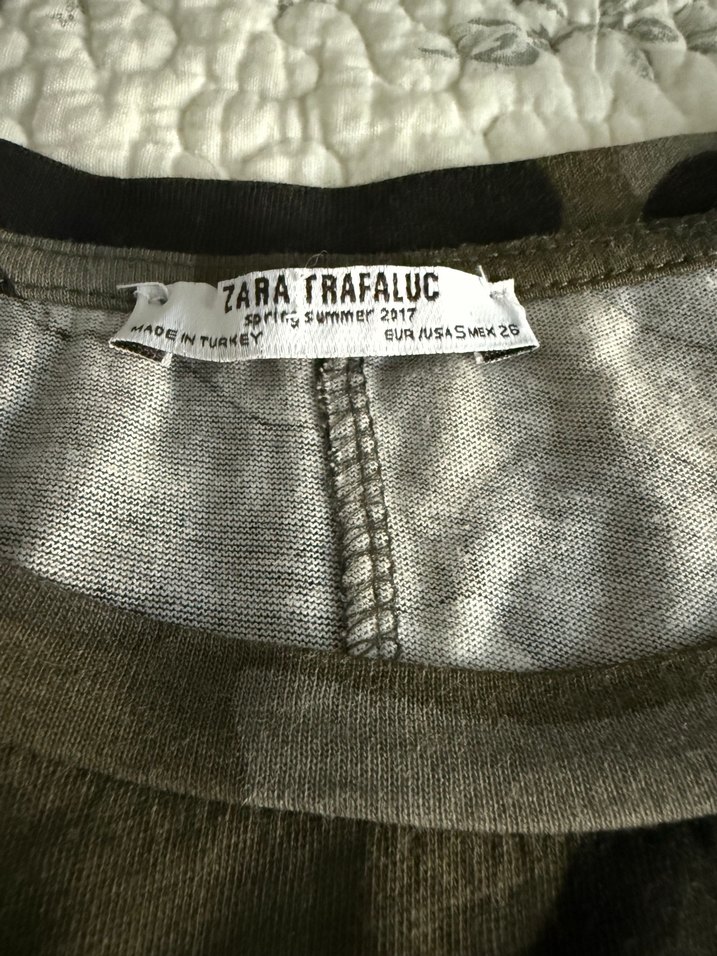 ZARA TRAFALUC
spring summer 2017
MADE IN TURKEY
EUR/USA S MEX 26